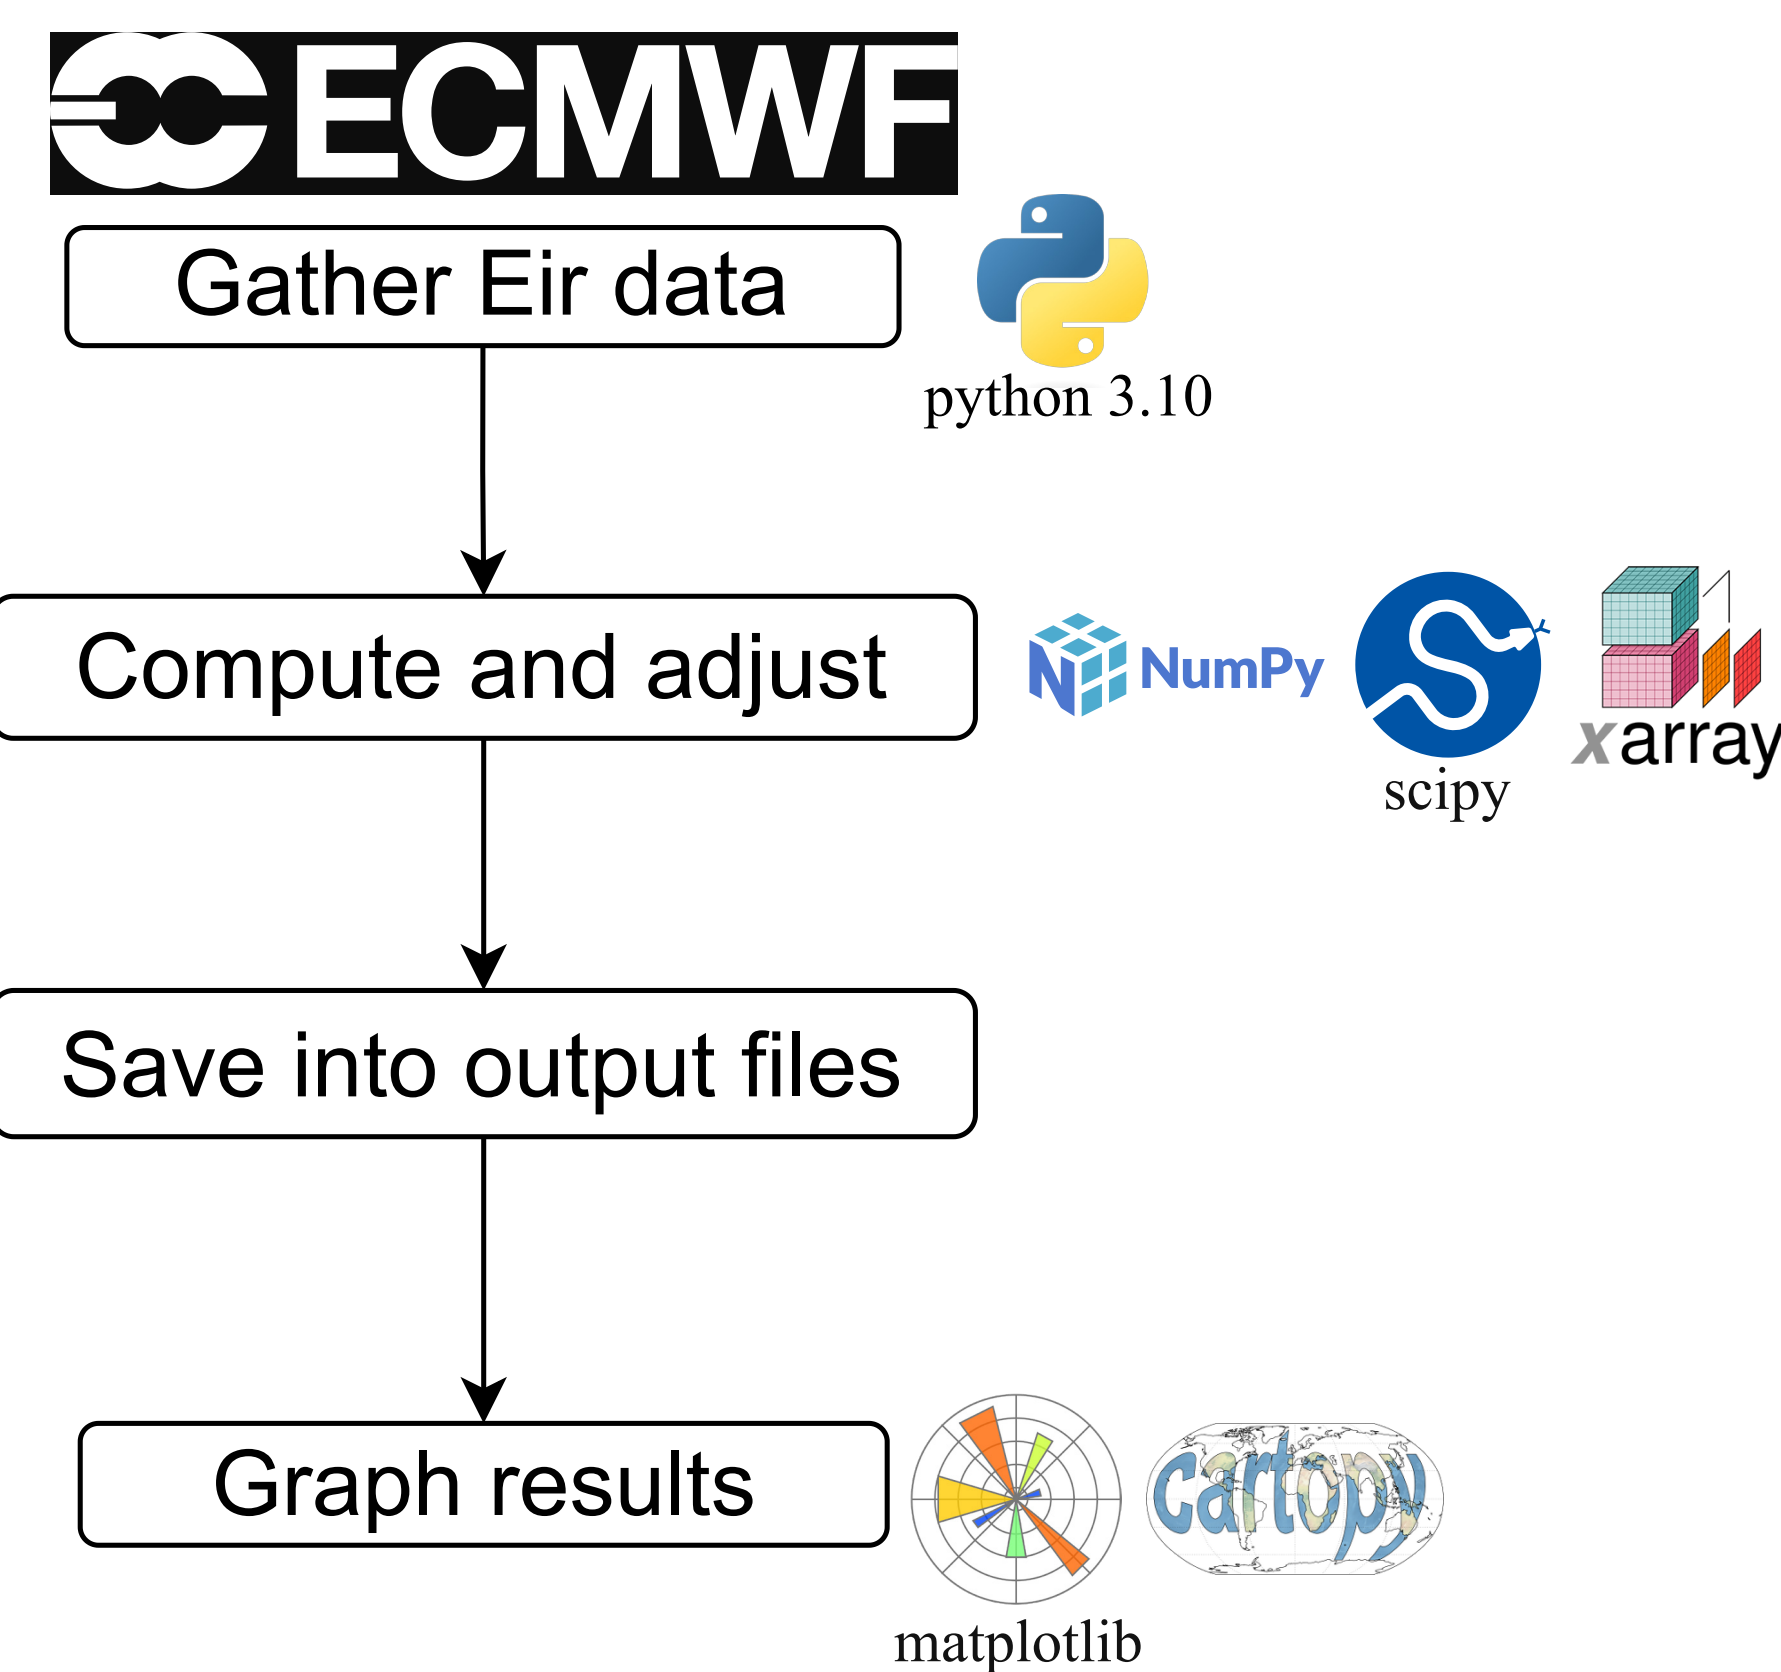 ECMWF
Gather Eir data
python 3.10
Compute and adjust
NumPy
scipy
xarray
Save into output files
Graph results
cartopy
matplotlib